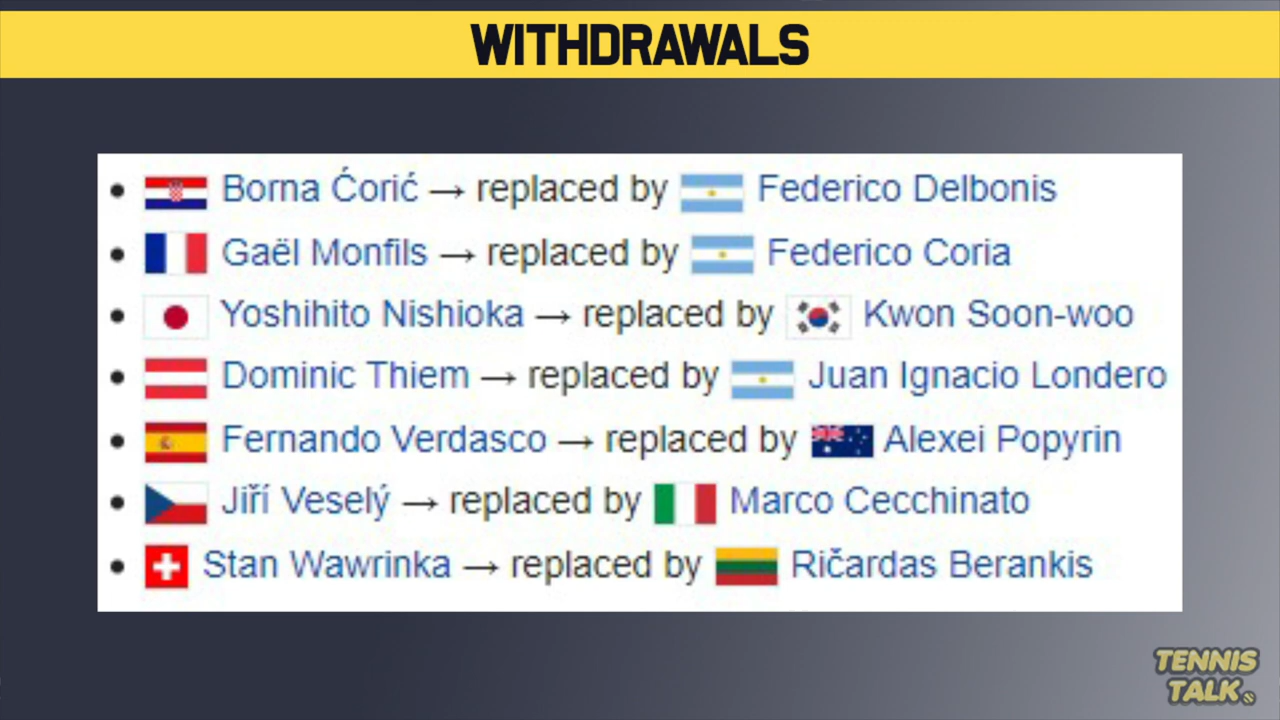 WITHDRAWALS
• Borna Ćorić → replaced by Federico Delbonis
• Gaël Monfils → replaced by Federico Coria
• Yoshihito Nishioka → replaced by Kwon Soon-woo
• Dominic Thiem → replaced by Juan Ignacio Londero
• Fernando Verdasco → replaced by Alexei Popyrin
• Jiří Veselý → replaced by Marco Cecchinato
• Stan Wawrinka → replaced by Ričardas Berankis
TENNIS
TALK